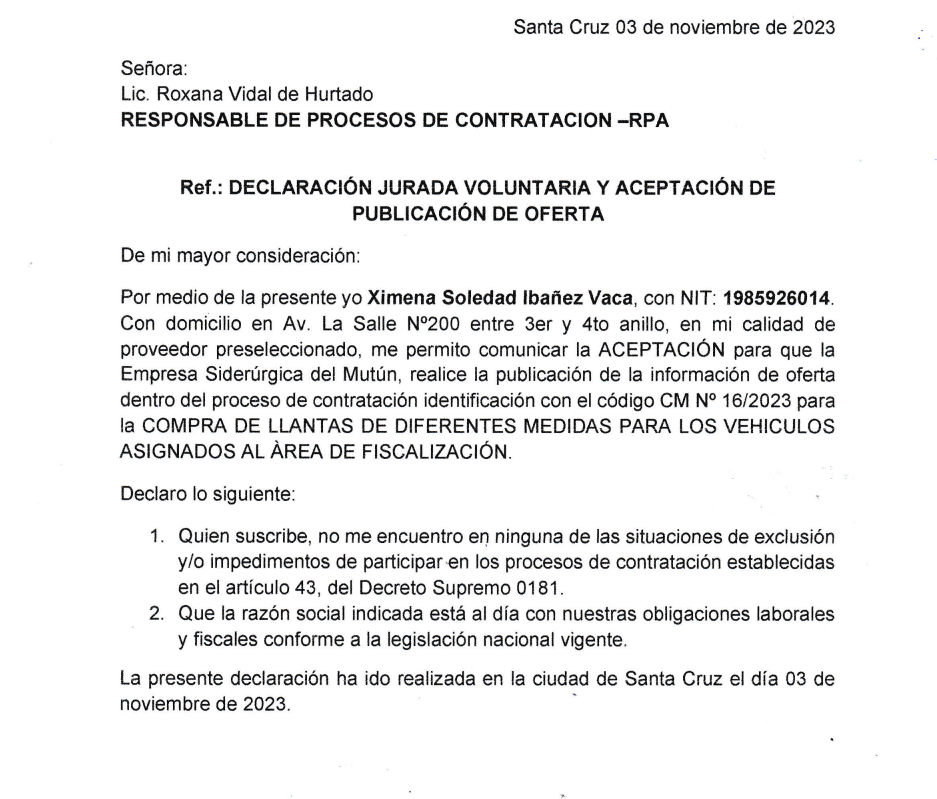 Santa Cruz 03 de noviembre de 2023
Señora:
Lic. Roxana Vidal de Hurtado
RESPONSABLE DE PROCESOS DE CONTRATACION –RPA
Ref.: DECLARACIÓN JURADA VOLUNTARIA Y ACEPTACIÓN DE
PUBLICACIÓN DE OFERTA
De mi mayor consideración:
Por medio de la presente yo Ximena Soledad Ibañez Vaca, con NIT: 1985926014.
Con domicilio en Av. La Salle Nº200 entre 3er y 4to anillo, en mi calidad de
proveedor preseleccionado, me permito comunicar la ACEPTACIÓN para que la
Empresa Siderúrgica del Mutún, realice la publicación de la información de oferta
dentro del proceso de contratación identificación con el código CM Nº 16/2023 para
la COMPRA DE LLANTAS DE DIFERENTES MEDIDAS PARA LOS VEHICULOS
ASIGNADOS AL ÀREA DE FISCALIZACIÓN.
Declaro lo siguiente:
1. Quien suscribe, no me encuentro en ninguna de las situaciones de exclusión
y/o impedimentos de participar en los procesos de contratación establecidas
en el artículo 43, del Decreto Supremo 0181.
2. Que la razón social indicada está al día con nuestras obligaciones laborales
y fiscales conforme a la legislación nacional vigente.
La presente declaración ha ido realizada en la ciudad de Santa Cruz el día 03 de
noviembre de 2023.